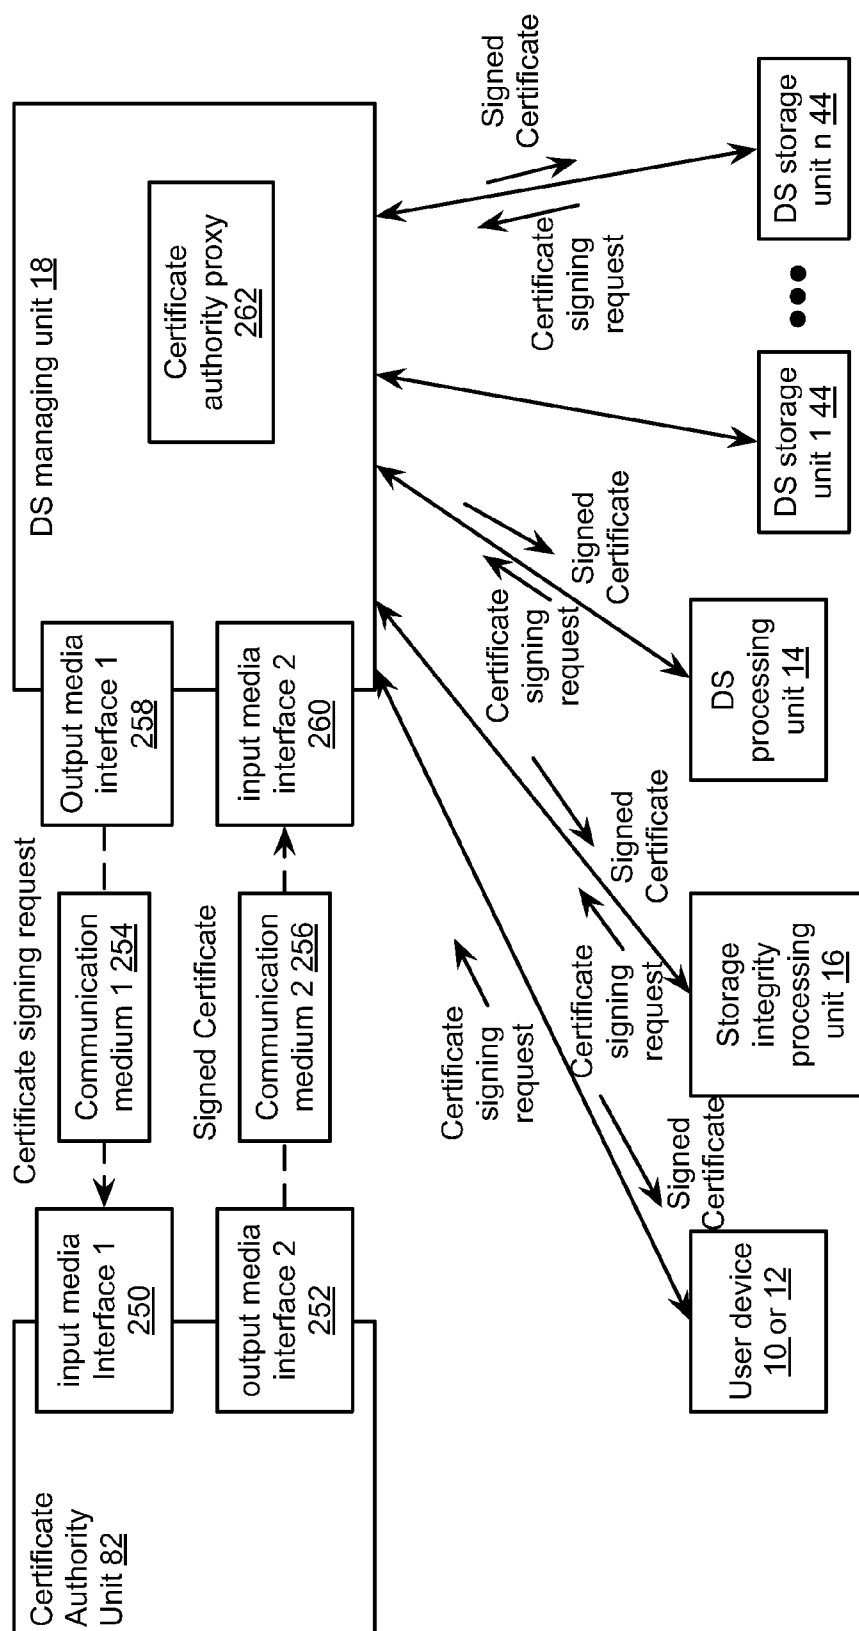 Certificate
Authority
Unit 82
input media
Interface 1
250
output media
interface 2
252
Certificate signing request
Communication
medium 1 254
Signed Certificate
Communication
medium 2 256
Output media
interface 1
258
input media
interface 2
260
DS managing unit 18
Certificate
authority proxy
262
Certificate
signing
request
Signed
Certificate
Certificate
signing
request
Signed
Certificate
Certificate
signing
request
Signed
Certificate
Certificate
signing
request
Signed
Certificate
User device
10 or 12
Storage
integrity
processing
unit 16
DS
processing
unit 14
DS storage
unit 1 44
DS storage
unit n 44